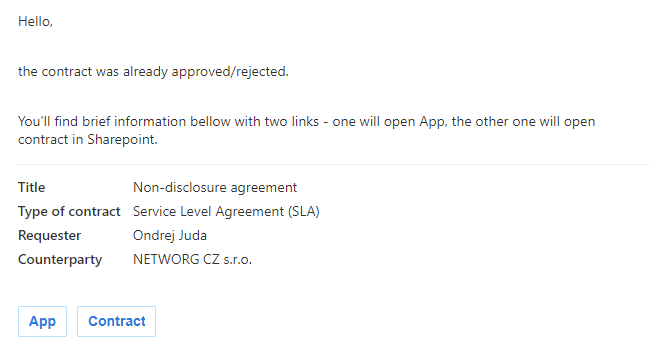 Hello,
the contract was already approved/rejected.
You'll find brief information bellow with two links - one will open App, the other one will open
contract in Sharepoint.
Title Non-disclosure agreement
Type of contract Service Level Agreement (SLA)
Requester Ondrej Juda
Counterparty NETWORG CZ s.r.o.
App Contract